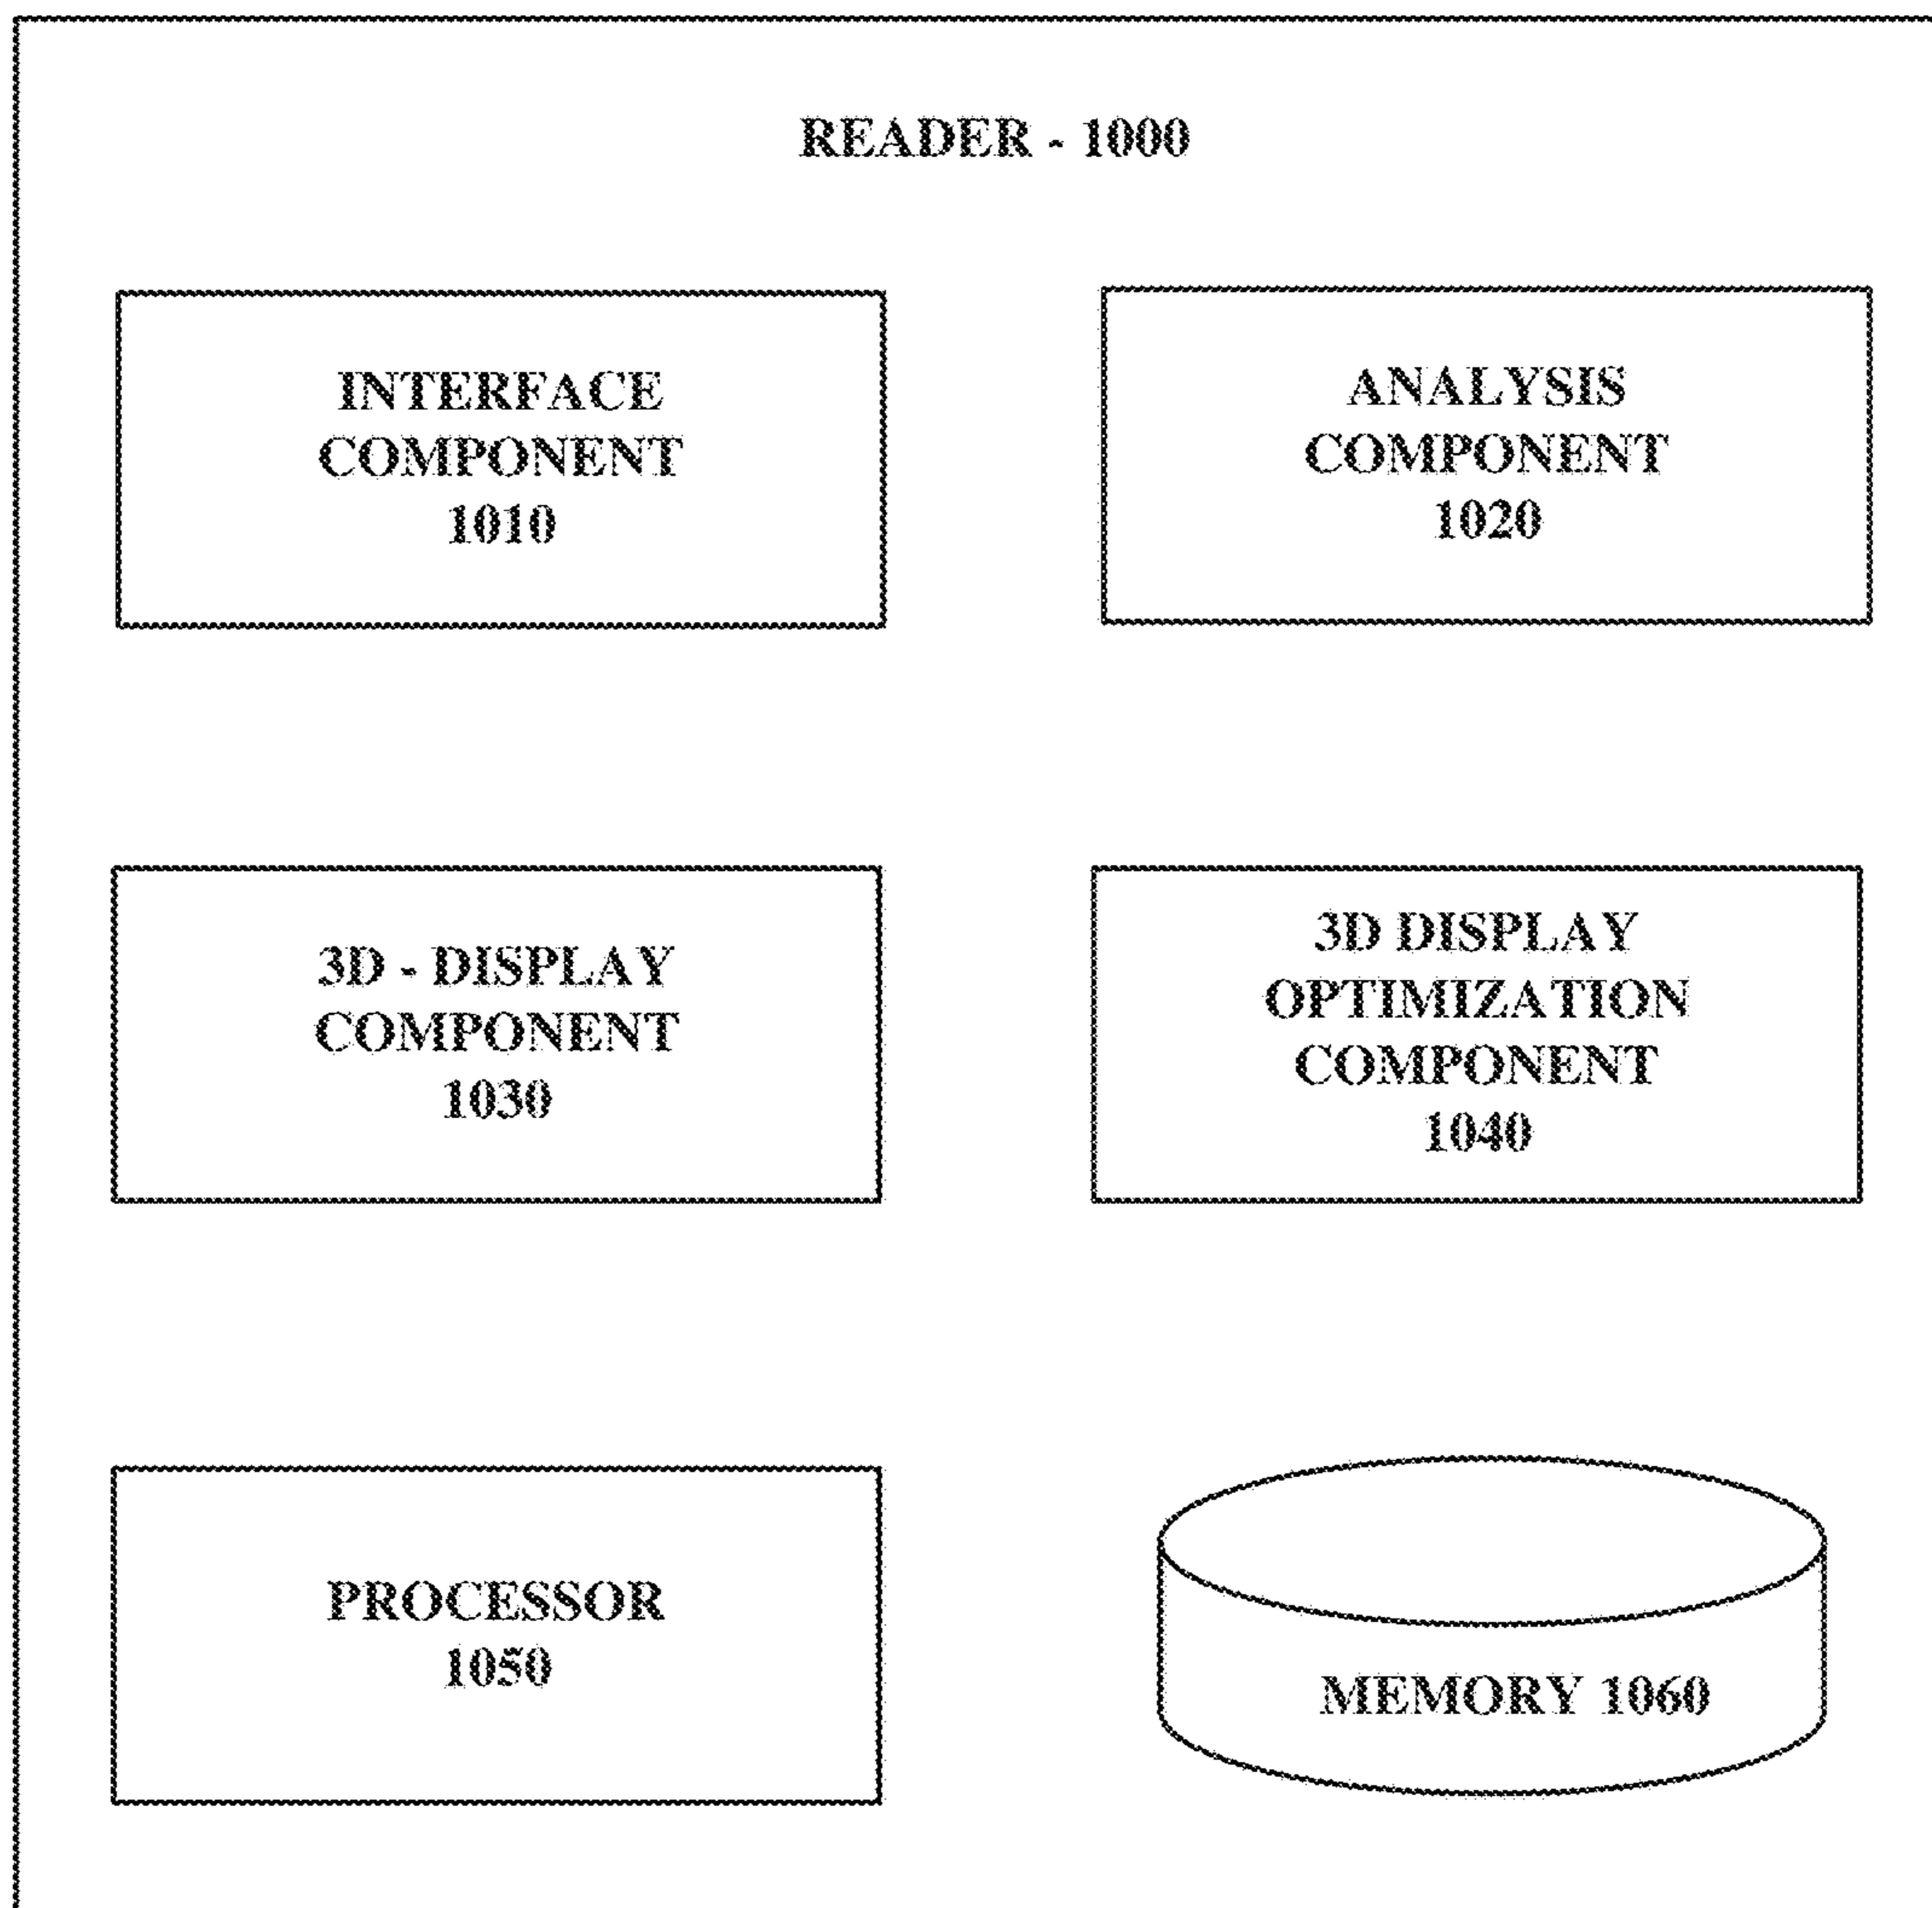 READER - 1000
INTERFACE
COMPONENT
1010
ANALYSIS
COMPONENT
1020
3D - DISPLAY
COMPONENT
1030
3D DISPLAY
OPTIMIZATION
COMPONENT
1040
PROCESSOR
1050
MEMORY 1060